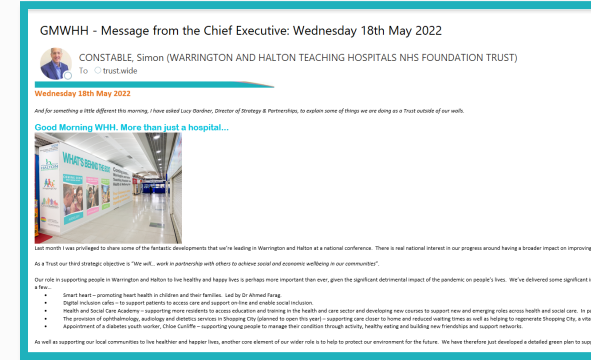 GMWHH - Message from the Chief Executive: Wednesday 18th May 2022
CONSTABLE, Simon (WARRINGTON AND HALTON TEACHING HOSPITALS NHS FOUNDATION TRUST)
To trust.wide
Wednesday 18th May 2022
And for something a little different this morning, I have asked Lucy Gardner, Director of Strategy & Partnerships, to explain some of things we are doing as a Trust outside of our walls.
Good Morning WHH. More than just a hospital…
WHAT'S BEHIND THE
HALTON
Last month I was privileged to share some of the fantastic developments that we're leading in Warrington and Halton at a national conference. There is real national interest in our progress around having a broader impact on improving
As a Trust our third strategic objective is "We will... work in partnership with others to achieve social and economic wellbeing in our communities".
Our role in supporting people in Warrington and Halton to live healthy and happy lives is perhaps more important than ever, given the significant detrimental impact of the pandemic on people's lives. We've delivered some significant i
a few…
• Smart heart – promoting heart health in children and their families. Led by Dr Ahmed Farag.
• Digital inclusion cafes – to support patients to access care and support on-line and enable social inclusion.
• Health and Social Care Academy – supporting more residents to access education and training in the health and care sector and developing new courses to support new and emerging roles across health and social care. In p
• The provision of ophthalmology, audiology and dietetics services in Shopping City (planned to open this year) – supporting care closer to home and reduced waiting times as well as helping to regenerate Shopping City, a vita
• Appointment of a diabetes youth worker, Chloe Cunliffe – supporting young people to manage their condition through activity, healthy eating and building new friendships and support networks.
As well as supporting our local communities to live healthier and happier lives, another core element of our wider role is to help to protect our environment for the future. We have therefore just developed a detailed green plan to sup